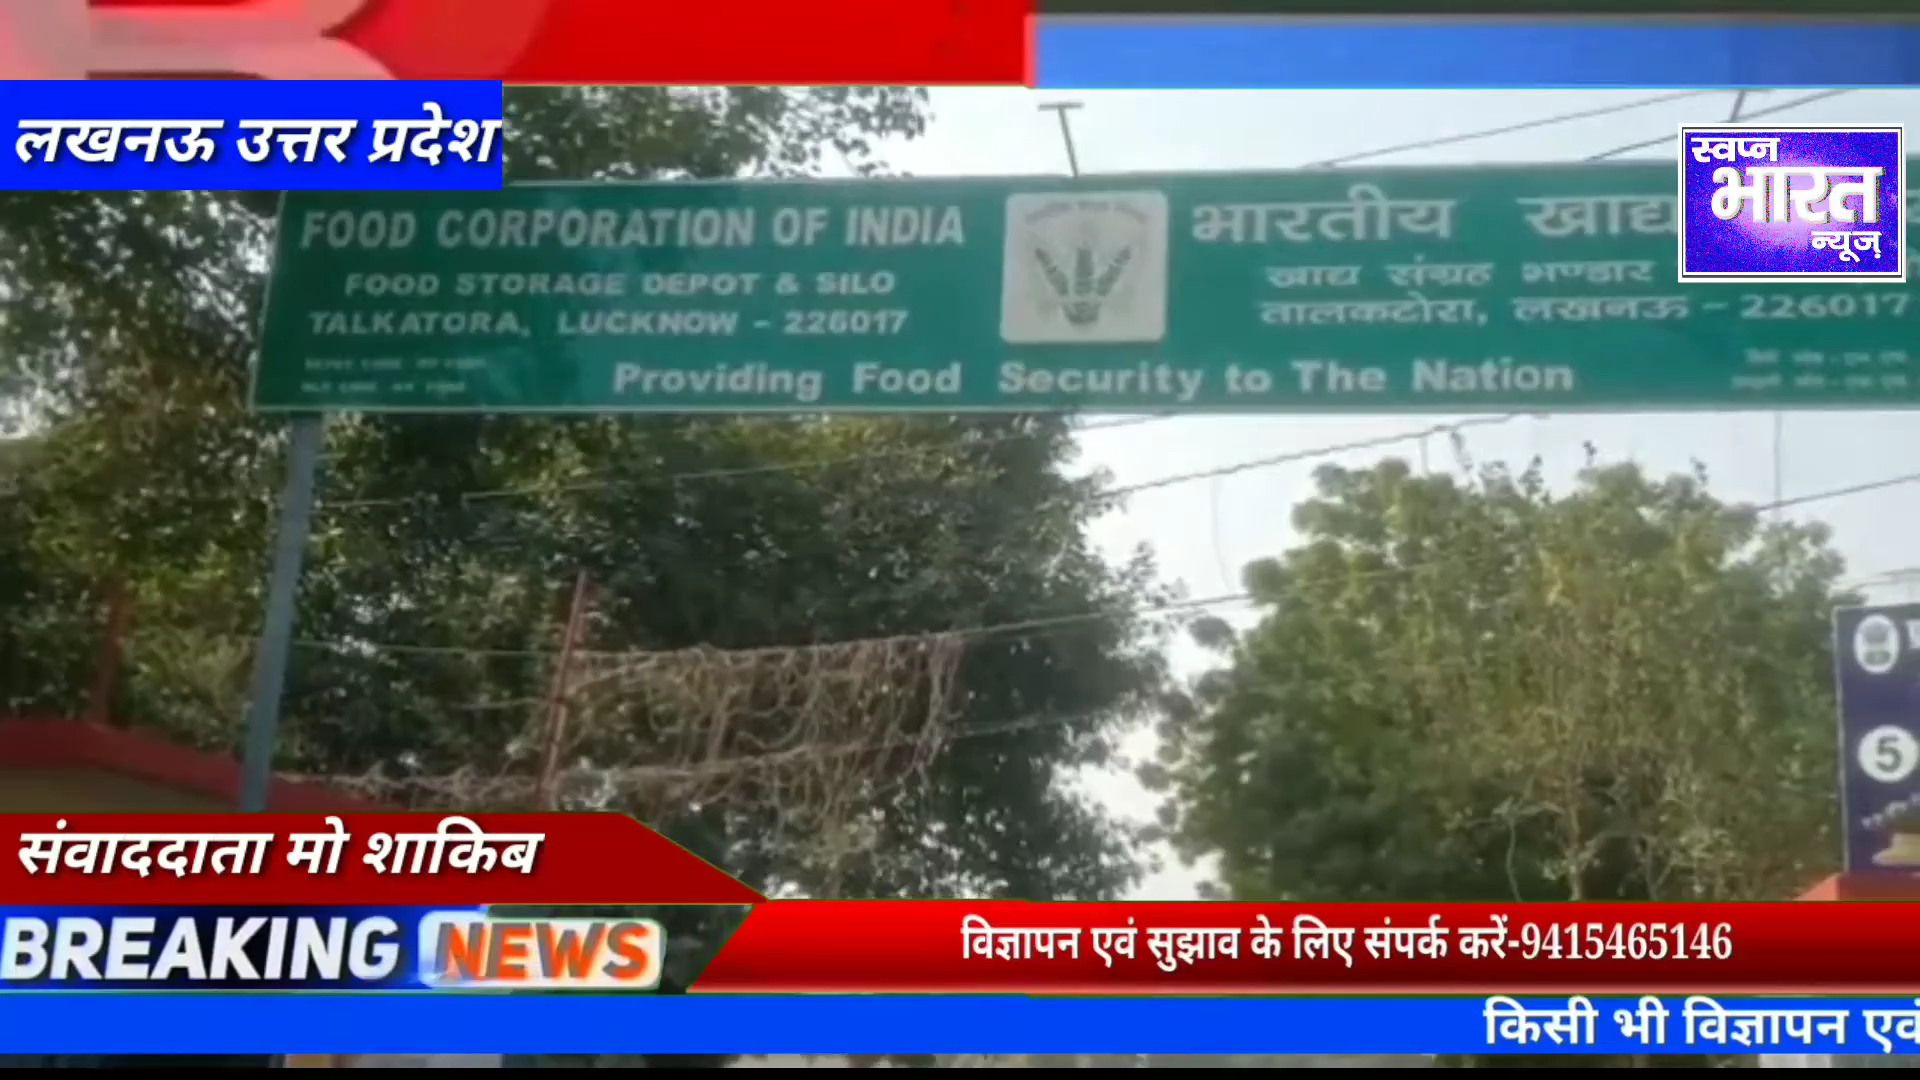 लखनऊ उत्तर प्रदेश
स्वप्न
भारत
न्यूज़
FOOD CORPORATION OF INDIA
FOOD STORAGE DEPOT & SILO
TALKATORA, LUCKNOW - 226017
भारतीय खाद्य
खाद्य संग्रह भण्डार
तालकटोरा, लखनऊ - 226017
Providing Food Security to The Nation
5
संवाददाता मो शाकिब
BREAKING NEWS
विज्ञापन एवं सुझाव के लिए संपर्क करें-9415465146
किसी भी विज्ञापन एवं